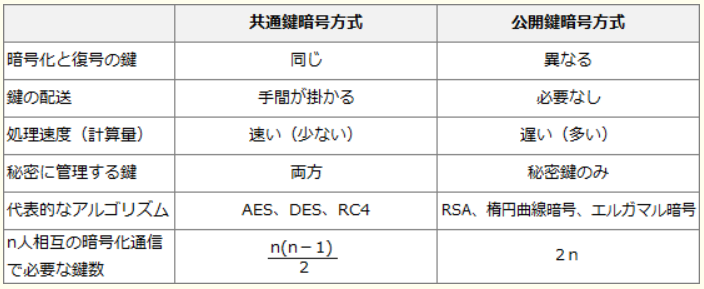 共通鍵暗号方式 公開鍵暗号方式
暗号化と復号の鍵 同じ 異なる
鍵の配送 手間が掛かる 必要なし
処理速度（計算量） 速い（少ない） 遅い（多い）
秘密に管理する鍵 両方 秘密鍵のみ
代表的なアルゴリズム AES、DES、RC4 RSA、楕円曲線暗号、エルガマル暗号
n人相互の暗号化通信
で必要な鍵数
n(n－1)
2
2n